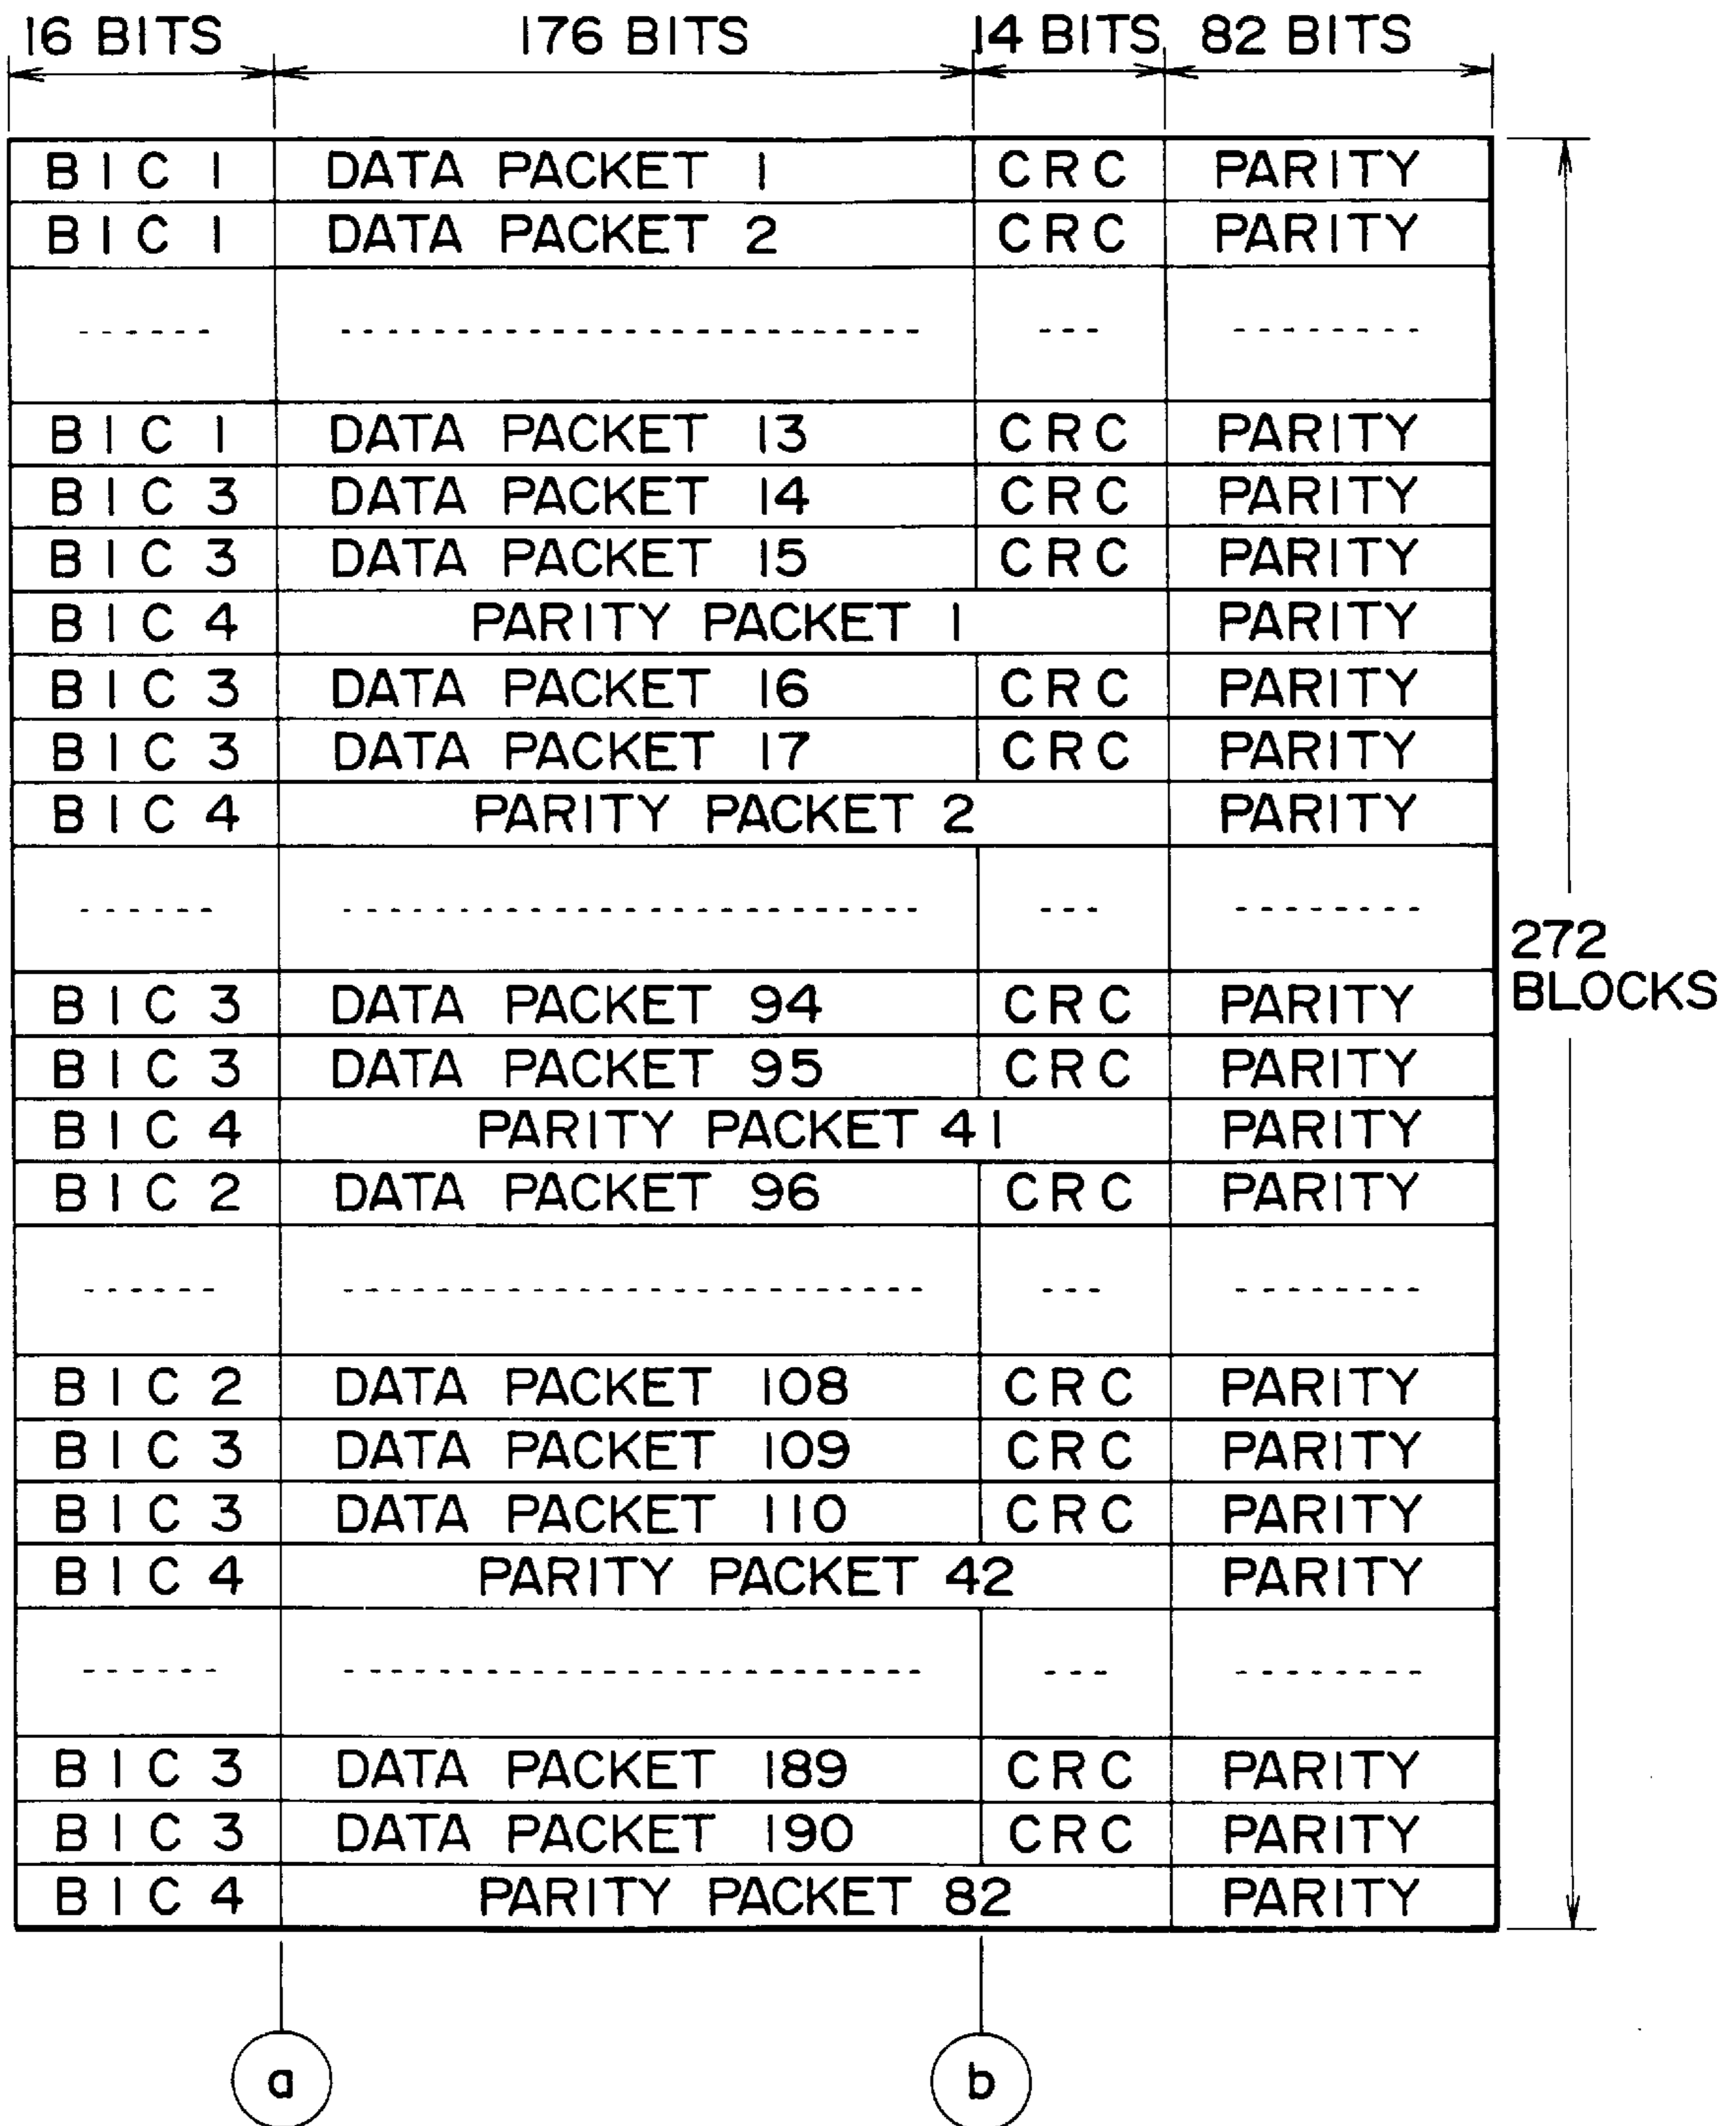 16 BITS 176 BITS 14 BITS 82 BITS
BIC 1 DATA PACKET 1 CRC PARITY
BIC 1 DATA PACKET 2 CRC PARITY
BIC 1 DATA PACKET 13 CRC PARITY
BIC 3 DATA PACKET 14 CRC PARITY
BIC 3 DATA PACKET 15 CRC PARITY
BIC 4 PARITY PACKET 1 PARITY
BIC 3 DATA PACKET 16 CRC PARITY
BIC 3 DATA PACKET 17 CRC PARITY
BIC 4 PARITY PACKET 2 PARITY
272
BLOCKS
BIC 3 DATA PACKET 94 CRC PARITY
BIC 3 DATA PACKET 95 CRC PARITY
BIC 4 PARITY PACKET 41 PARITY
BIC 2 DATA PACKET 96 CRC PARITY
BIC 2 DATA PACKET 108 CRC PARITY
BIC 3 DATA PACKET 109 CRC PARITY
BIC 3 DATA PACKET 110 CRC PARITY
BIC 4 PARITY PACKET 42 PARITY
BIC 3 DATA PACKET 189 CRC PARITY
BIC 3 DATA PACKET 190 CRC PARITY
BIC 4 PARITY PACKET 82 PARITY
a b